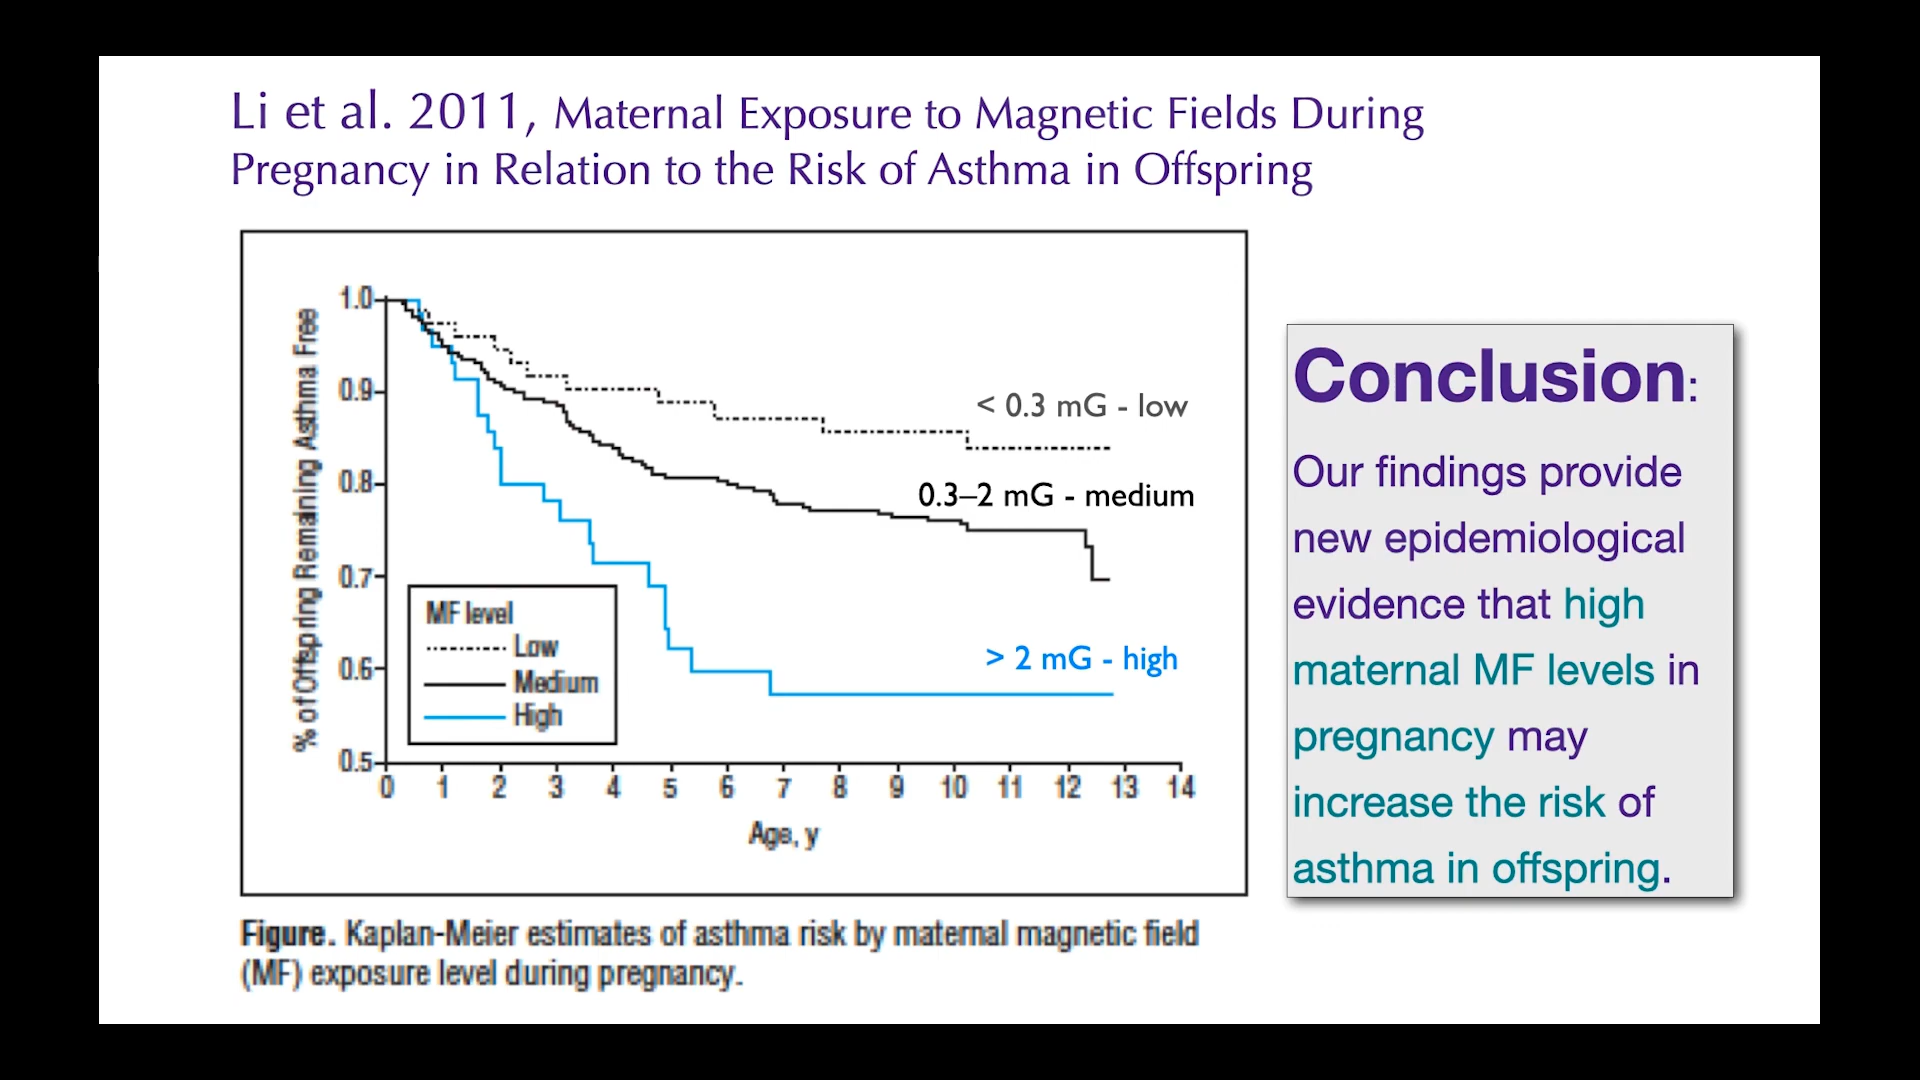 Li et al. 2011, Maternal Exposure to Magnetic Fields During
Pregnancy in Relation to the Risk of Asthma in Offspring
% of Offspring Remaining Asthma Free
1.0
0.9
0.8
0.7
0.6
0.5
< 0.3 mG - low
0.3–2 mG - medium
> 2 mG - high
MF level
Low
Medium
High
0 1 2 3 4 5 6 7 8 9 10 11 12 13 14
Age, y
Figure. Kaplan-Meier estimates of asthma risk by maternal magnetic field
(MF) exposure level during pregnancy.
Conclusion:
Our findings provide
new epidemiological
evidence that high
maternal MF levels in
pregnancy may
increase the risk of
asthma in offspring.